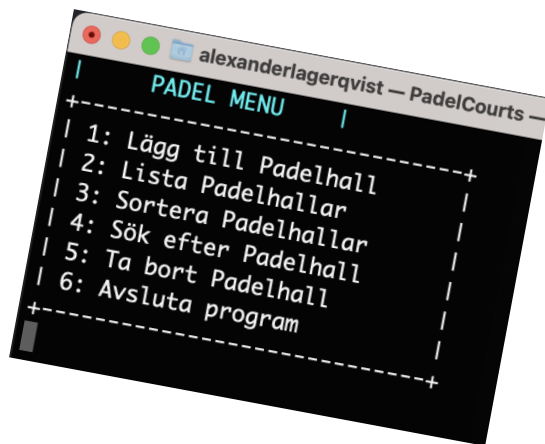 alexanderlagerqvist — PadelCourts —
| PADEL MENU |
+--------------------------------+
| 1: Lägg till Padelhall |
| 2: Lista Padelhallar |
| 3: Sortera Padelhallar |
| 4: Sök efter Padelhall |
| 5: Ta bort Padelhall |
| 6: Avsluta program |
+--------------------------------+